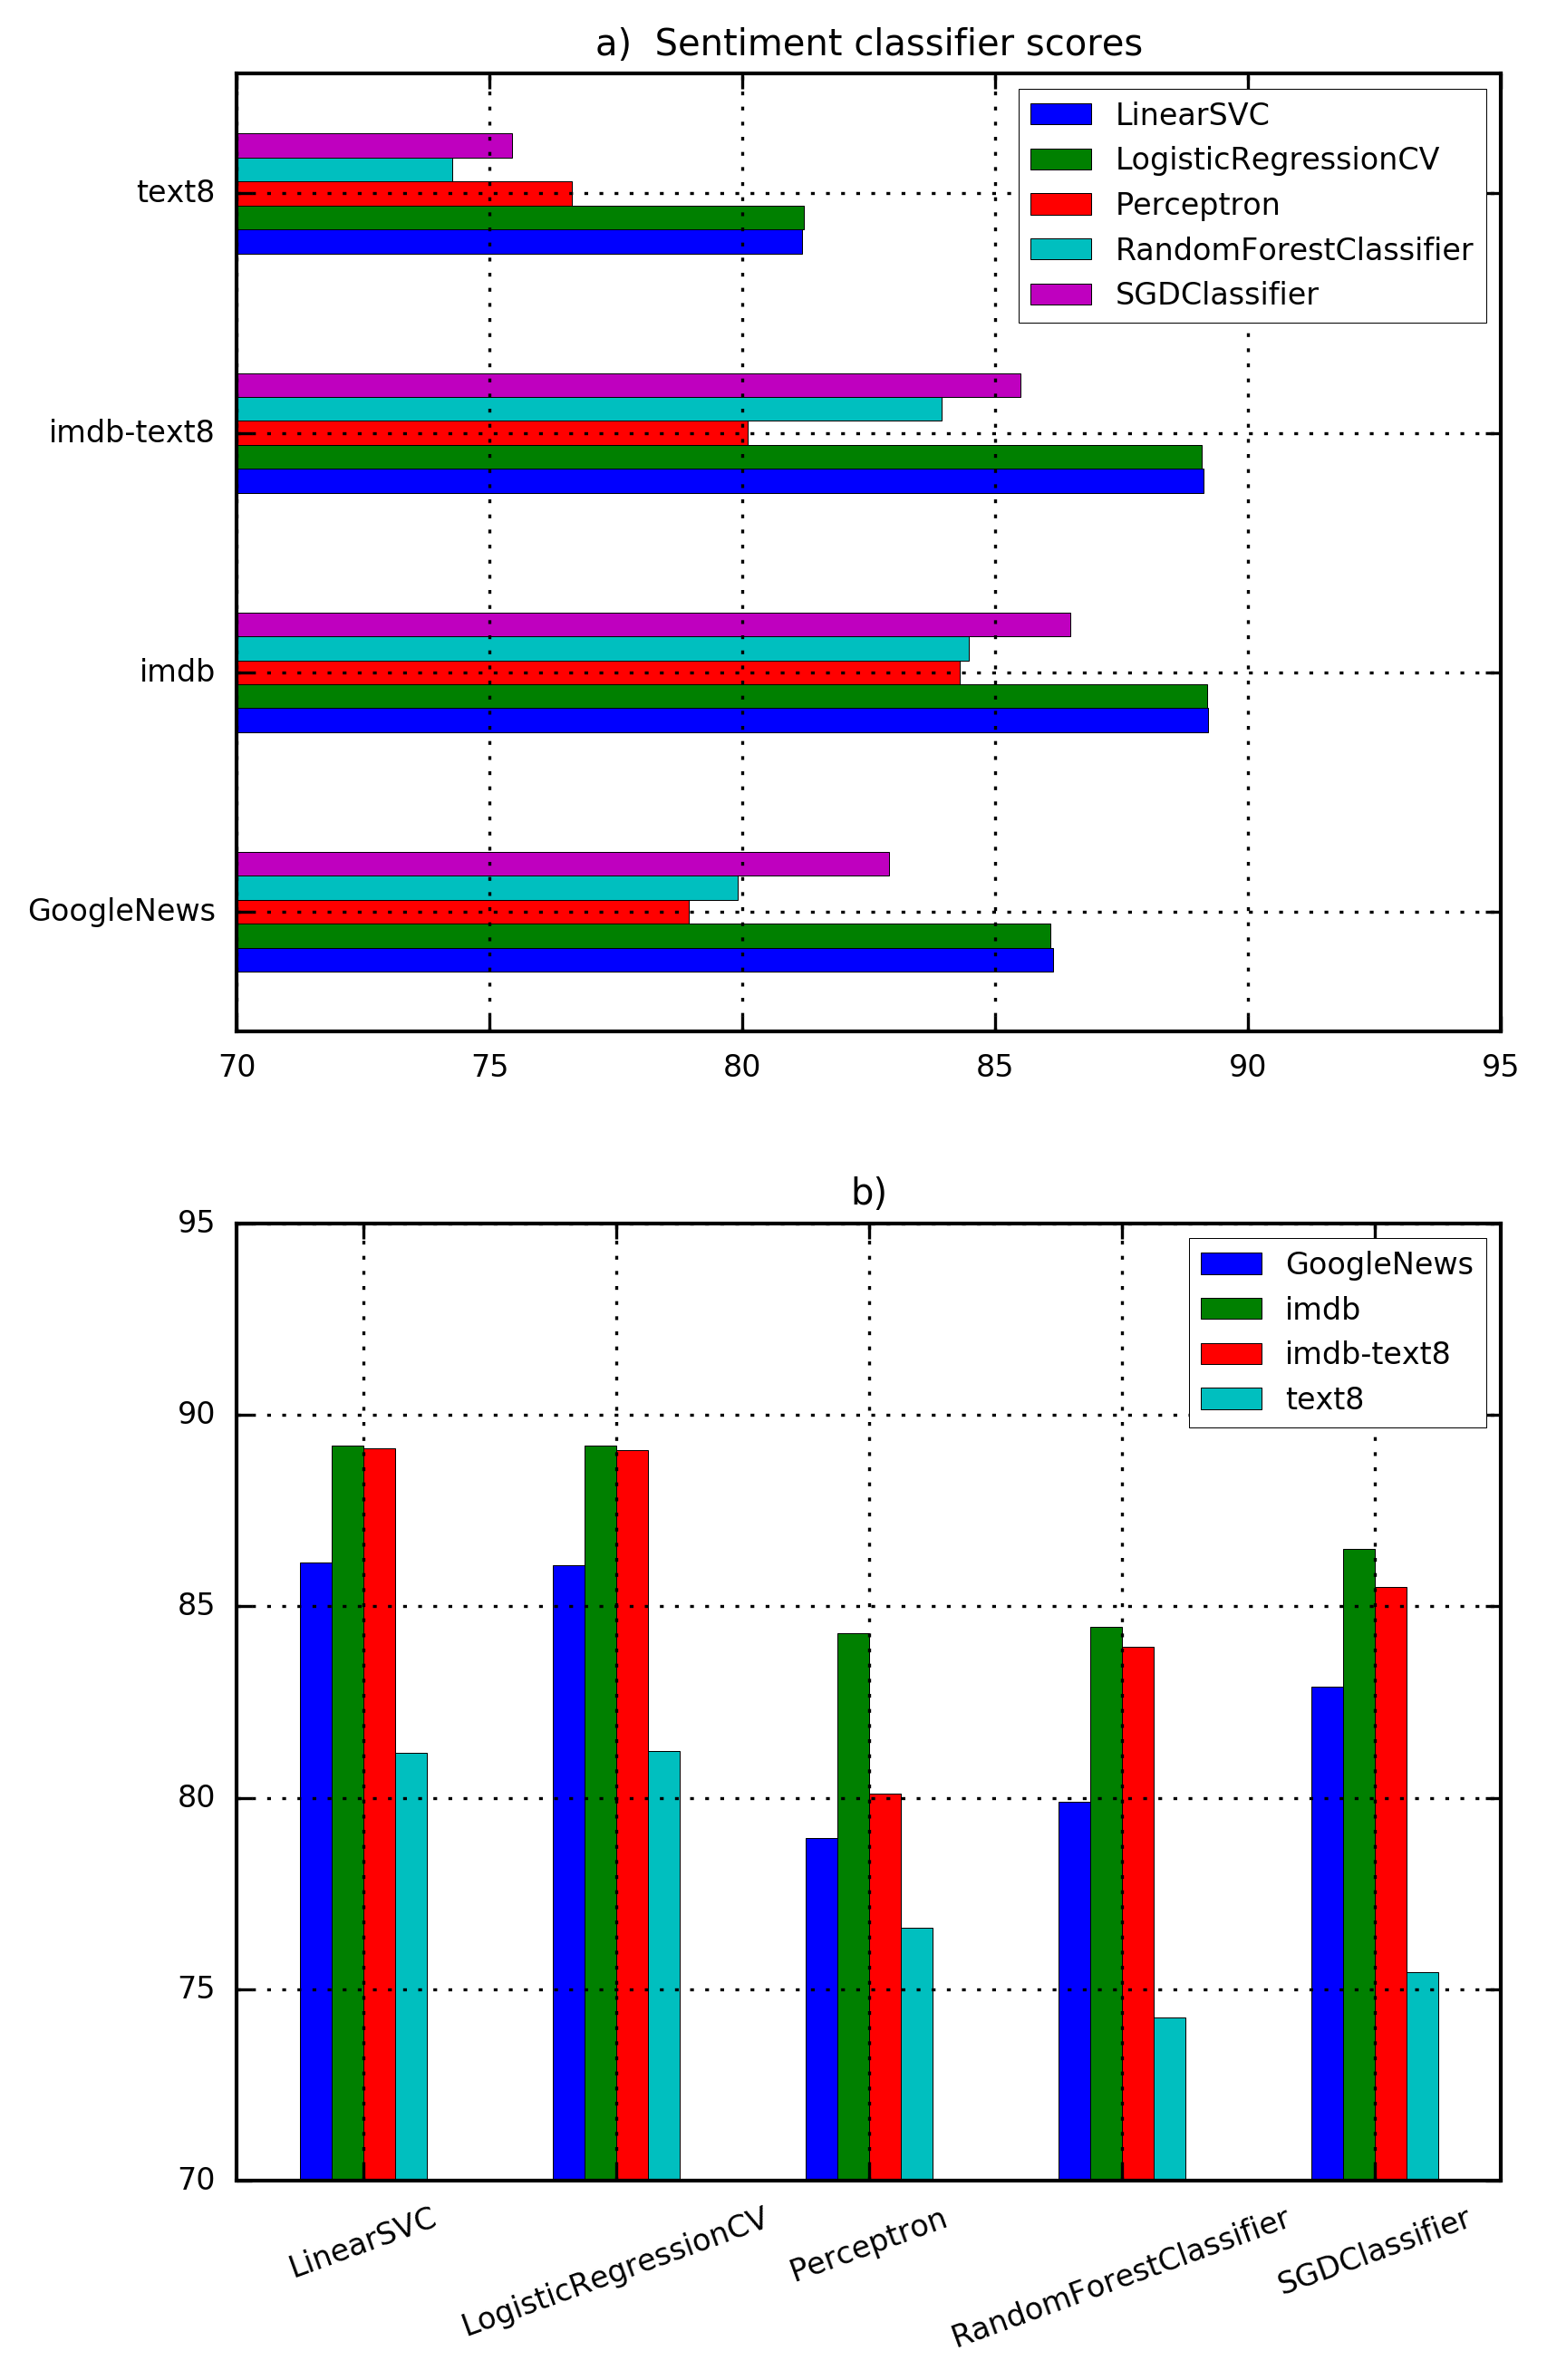 a)  Sentiment classifier scores
LinearSVC
LogisticRegressionCV
Perceptron
RandomForestClassifier
SGDClassifier
text8
imdb-text8
imdb
GoogleNews
70 75 80 85 90 95
b)
95
90
85
80
75
70
GoogleNews
imdb
imdb-text8
text8
LinearSVC
LogisticRegressionCV
Perceptron
RandomForestClassifier
SGDClassifier